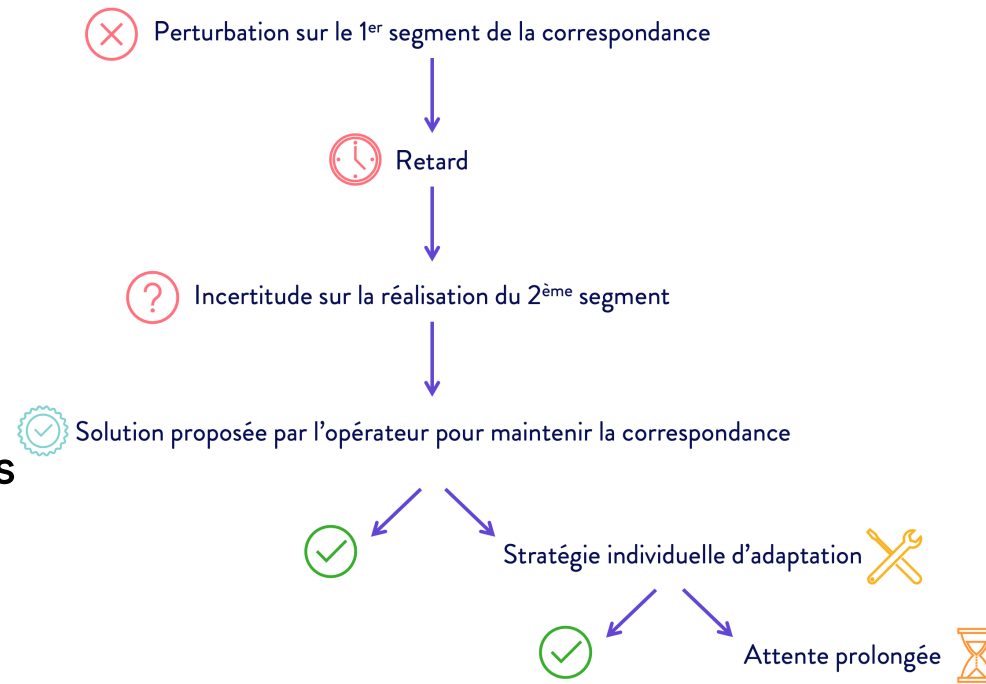 Perturbation sur le 1er segment de la correspondance
Retard
? Incertitude sur la réalisation du 2ème segment
Solution proposée par l'opérateur pour maintenir la correspondance
s
Stratégie individuelle d'adaptation
Attente prolongée